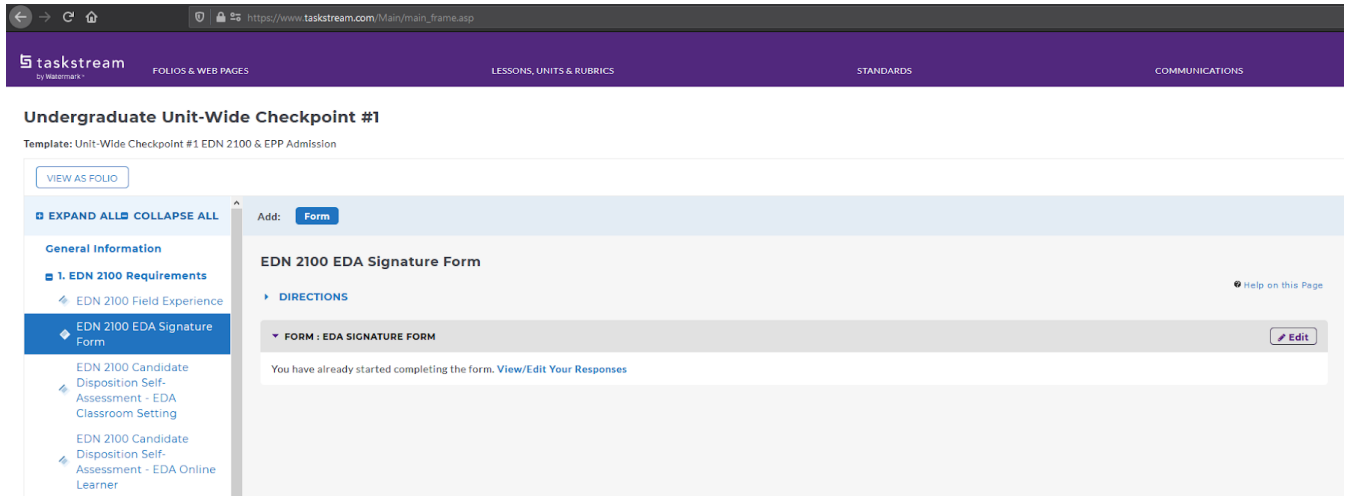 https://www.taskstream.com/Main/main_frame.asp
taskstream
by Watermark™
FOLIOS & WEB PAGES
LESSONS, UNITS & RUBRICS
STANDARDS
COMMUNICATIONS
Undergraduate Unit-Wide Checkpoint #1
Template: Unit-Wide Checkpoint #1 EDN 2100 & EPP Admission
VIEW AS FOLIO
EXPAND ALL COLLAPSE ALL
General Information
1. EDN 2100 Requirements
EDN 2100 Field Experience
EDN 2100 EDA Signature
Form
EDN 2100 Candidate
Disposition Self-
Assessment - EDA
Classroom Setting
EDN 2100 Candidate
Disposition Self-
Assessment - EDA Online
Learner
Add: Form
EDN 2100 EDA Signature Form
Help on this Page
DIRECTIONS
FORM : EDA SIGNATURE FORM
Edit
You have already started completing the form. View/Edit Your Responses